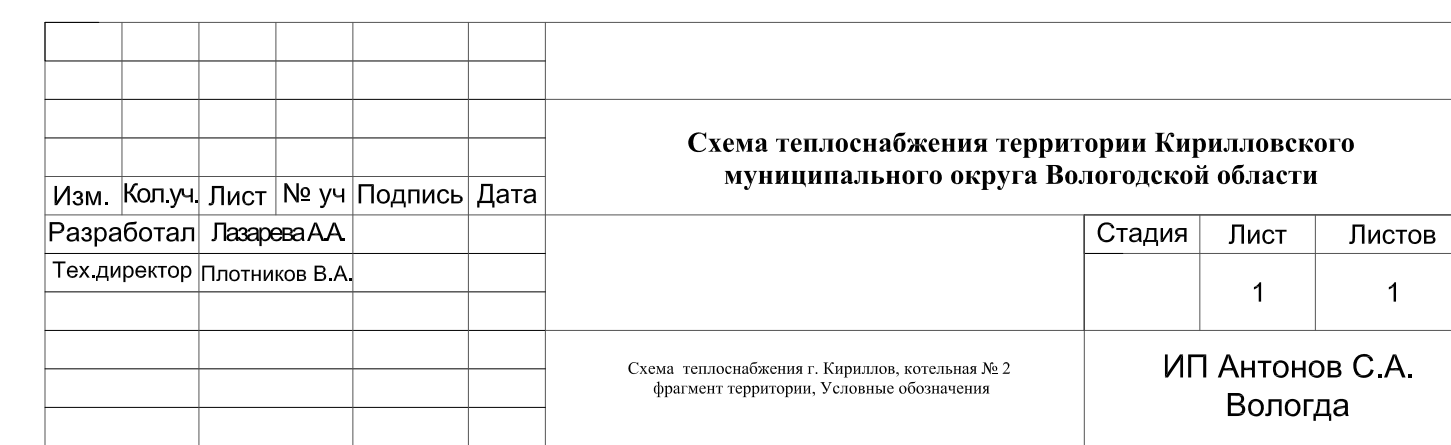 Схема теплоснабжения территории Кирилловского
муниципального округа Вологодской области
Изм. Кол.уч. Лист № уч Подпись Дата
Разработал Лазарева А.А. Стадия Лист Листов
Тех.директор Плотников В.А.
1 1
Схема теплоснабжения г. Кириллов, котельная № 2
фрагмент территории, Условные обозначения
ИП Антонов С.А.
Вологда